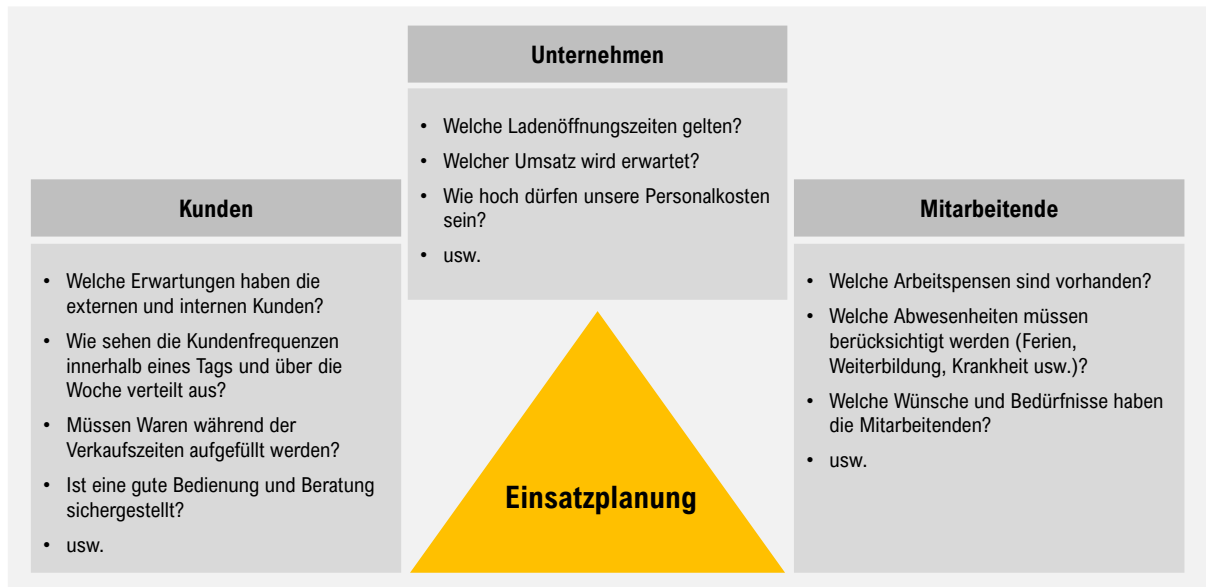 Unternehmen
• Welche Ladenöffnungszeiten gelten?
• Welcher Umsatz wird erwartet?
• Wie hoch dürfen unsere Personalkosten
sein?
• usw.
Kunden
• Welche Erwartungen haben die
externen und internen Kunden?
• Wie sehen die Kundenfrequenzen
innerhalb eines Tags und über die
Woche verteilt aus?
• Müssen Waren während der
Verkaufszeiten aufgefüllt werden?
• Ist eine gute Bedienung und Beratung
sichergestellt?
• usw.
Mitarbeitende
• Welche Arbeitspensen sind vorhanden?
• Welche Abwesenheiten müssen
berücksichtigt werden (Ferien,
Weiterbildung, Krankheit usw.)?
• Welche Wünsche und Bedürfnisse haben
die Mitarbeitenden?
• usw.
Einsatzplanung